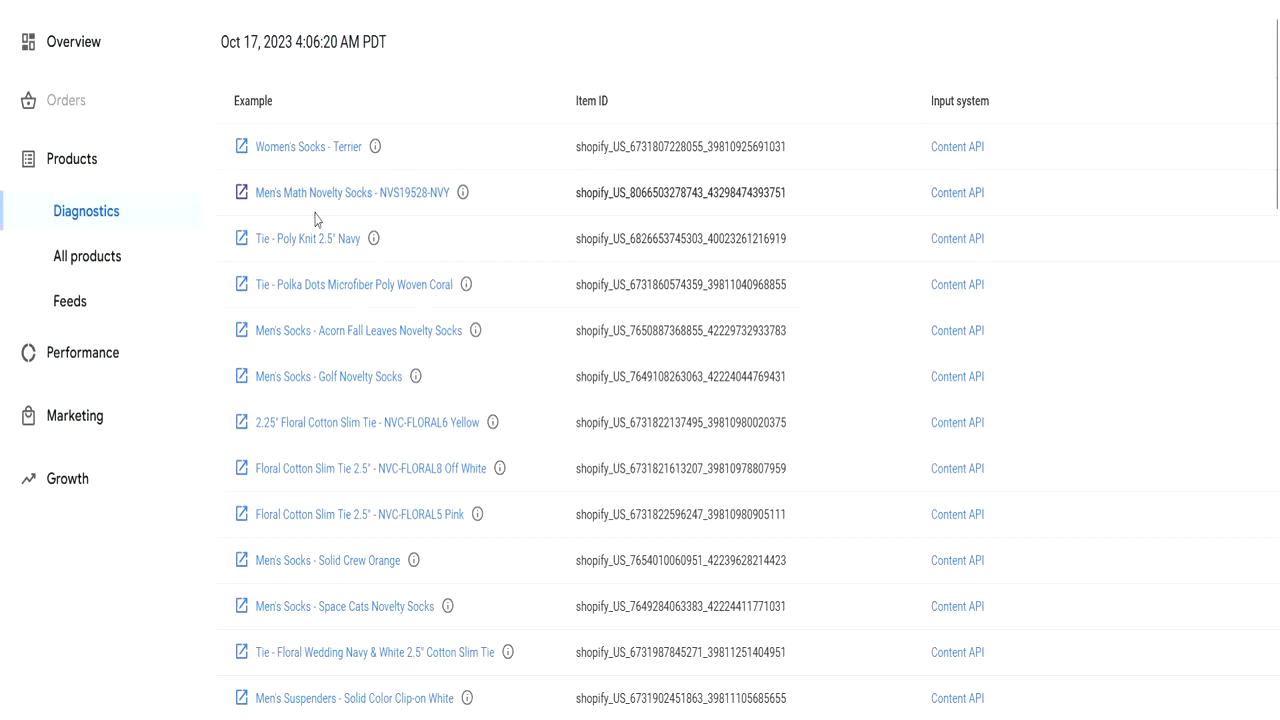 Overview
Orders
Products
Diagnostics
All products
Feeds
Performance
Marketing
Growth
Oct 17, 2023 4:06:20 AM PDT
Example Item ID Input system
Women's Socks - Terrier shopify_US_6731807228055_39810925691031 Content API
Men's Math Novelty Socks - NVS19528-NVY shopify_US_8066503278743_43298474393751 Content API
Tie - Poly Knit 2.5" Navy shopify_US_6826653745303_40023261216919 Content API
Tie - Polka Dots Microfiber Poly Woven Coral shopify_US_6731860574359_39811040968855 Content API
Men's Socks - Acorn Fall Leaves Novelty Socks shopify_US_7650887368855_42229732933783 Content API
Men's Socks - Golf Novelty Socks shopify_US_7649108263063_42224044769431 Content API
2.25" Floral Cotton Slim Tie - NVC-FLORAL6 Yellow shopify_US_6731822137495_39810980020375 Content API
Floral Cotton Slim Tie 2.5" - NVC-FLORAL8 Off White shopify_US_6731821613207_39810978807959 Content API
Floral Cotton Slim Tie 2.5" - NVC-FLORAL5 Pink shopify_US_6731822596247_39810980905111 Content API
Men's Socks - Solid Crew Orange shopify_US_7654010060951_42239628214423 Content API
Men's Socks - Space Cats Novelty Socks shopify_US_7649284063383_42224411771031 Content API
Tie - Floral Wedding Navy & White 2.5" Cotton Slim Tie shopify_US_6731987845271_39811251404951 Content API
Men's Suspenders - Solid Color Clip-on White shopify_US_6731902451863_39811105685655 Content API